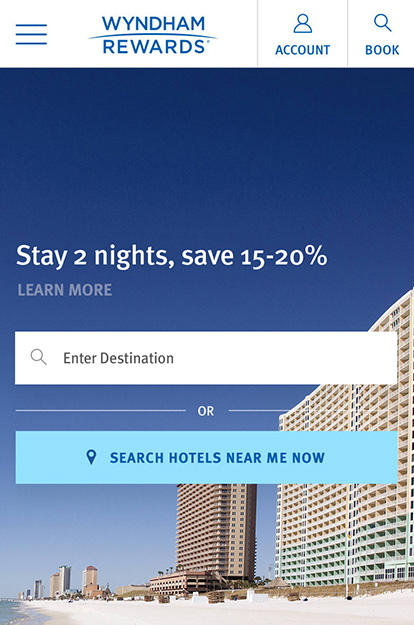 WYNDHAM
REWARDS®
ACCOUNT
BOOK
Stay 2 nights, save 15-20%
LEARN MORE
Enter Destination
OR
SEARCH HOTELS NEAR ME NOW